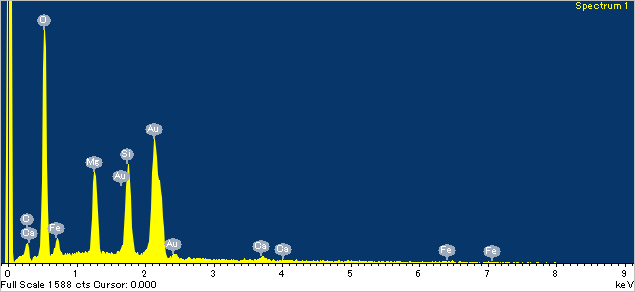 Spectrum 1
O
Au
Si
Mg
Au
C
Ca
Fe
Au
Ca
Ca
Fe
Fe
0 1 2 3 4 5 6 7 8 9
Full Scale 1588 cts Cursor: 0.000 keV